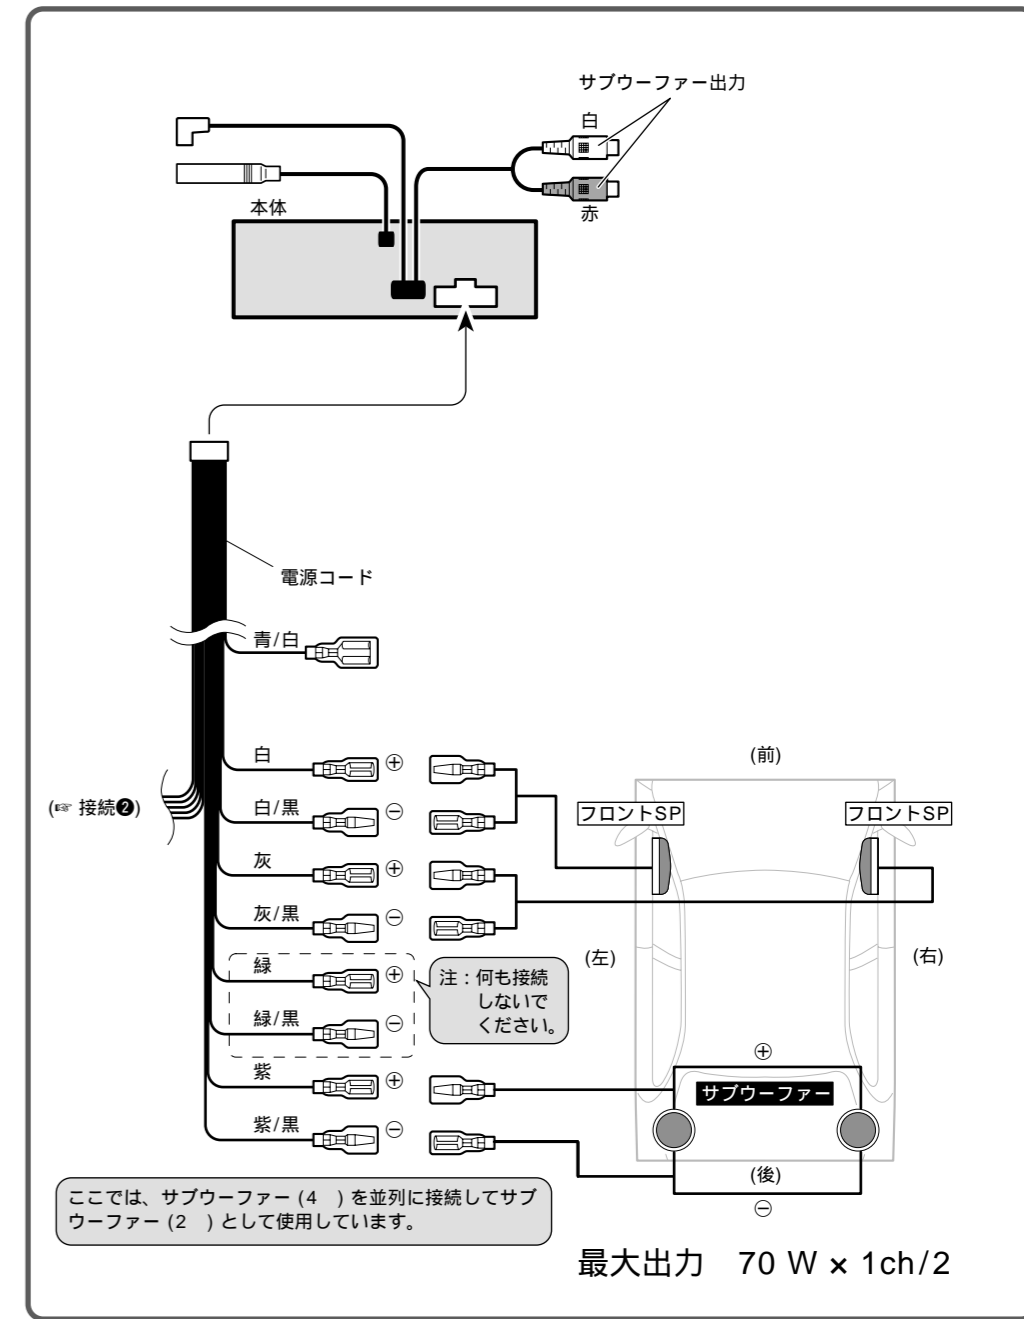 サブウーファー出力
白
赤
本体
電源コード
青/白
白 ⊕
白/黒 ⊖
灰 ⊕
灰/黒 ⊖
緑 ⊕
緑/黒 ⊖
紫 ⊕
紫/黒 ⊖
(☞ 接続❷)
注：何も接続
しないで
ください。
(前)
フロントSP
フロントSP
(左)
(右)
⊕
サブウーファー
(後)
⊖
ここでは、サブウーファー (4　) を並列に接続してサブ
ウーファー (2　) として使用しています。
最大出力　70 W × 1ch/2